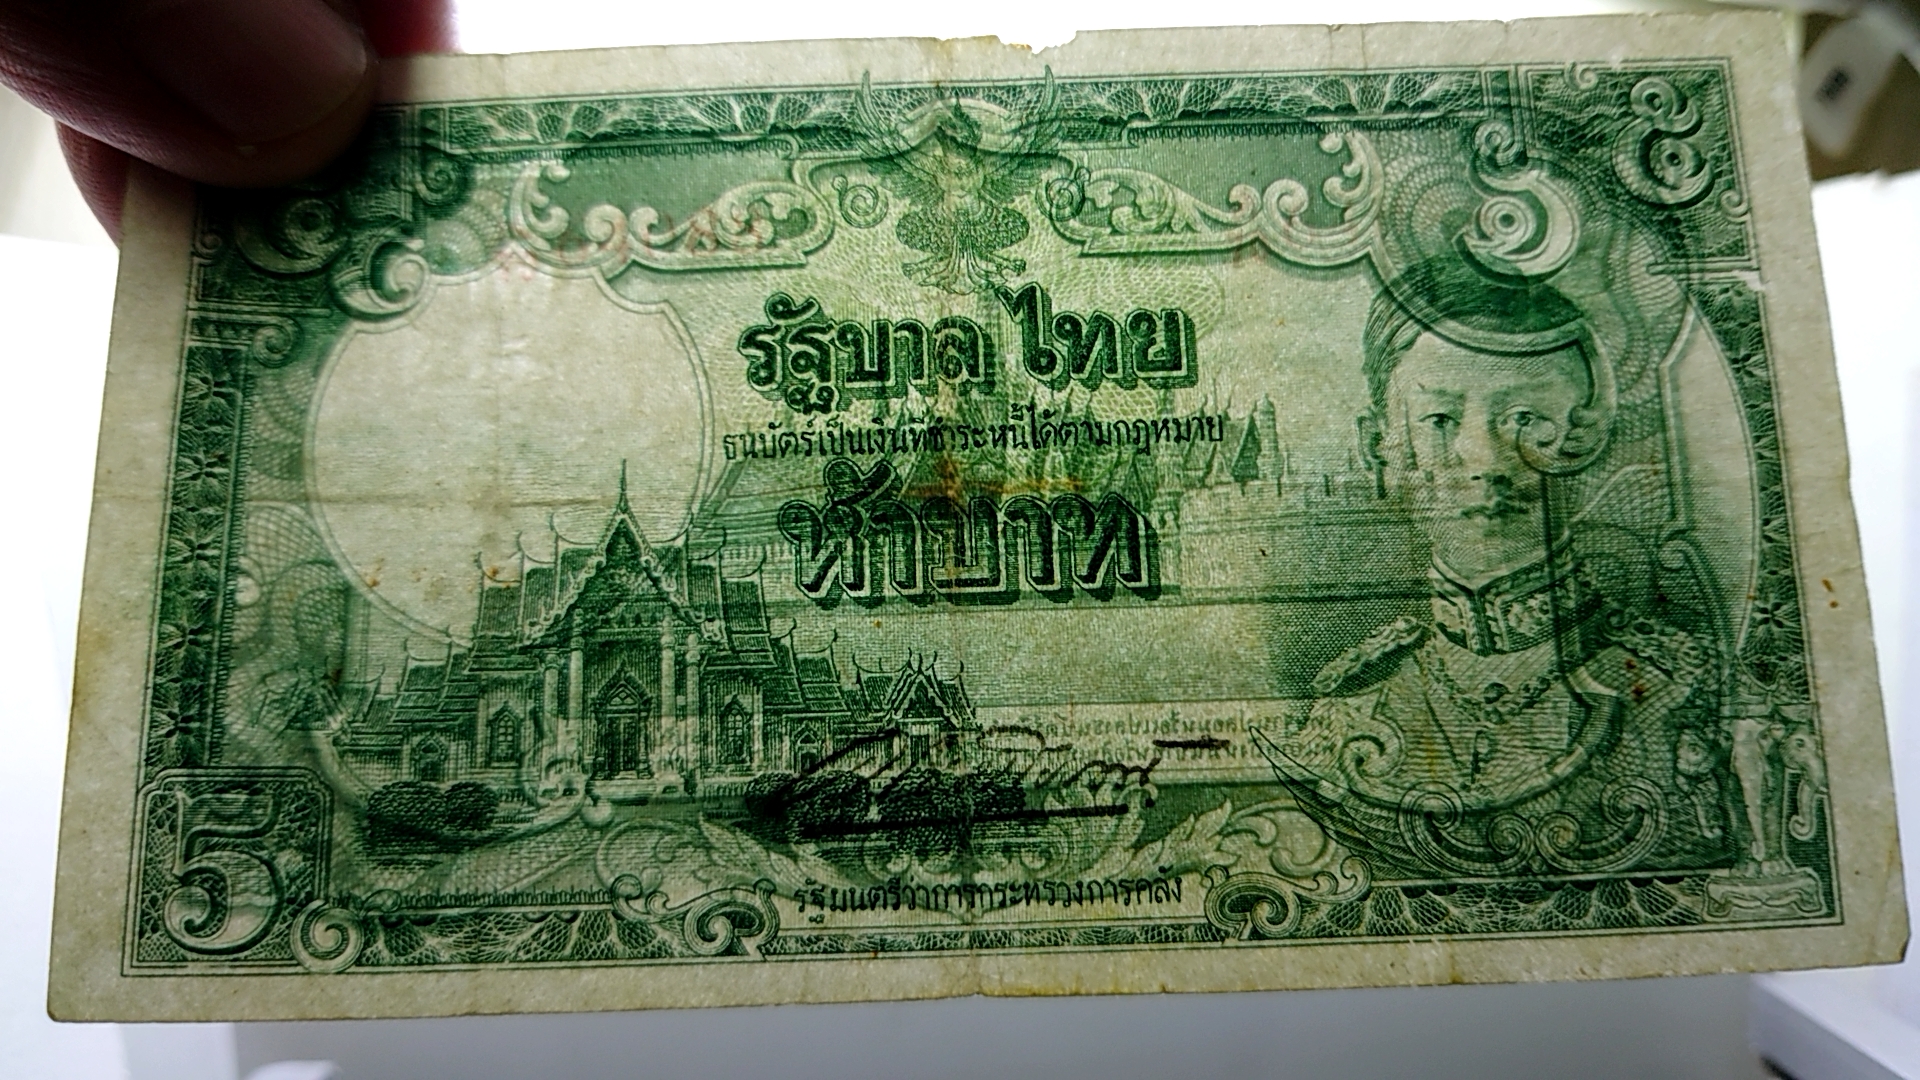 ๕
รัฐบาลไทย
ธนบัตร์เป็นเงินที่ชำระหนี้ได้ตามกฎหมาย
ห้าบาท
5
รัฐมนตรีว่าการกระทรวงการคลัง